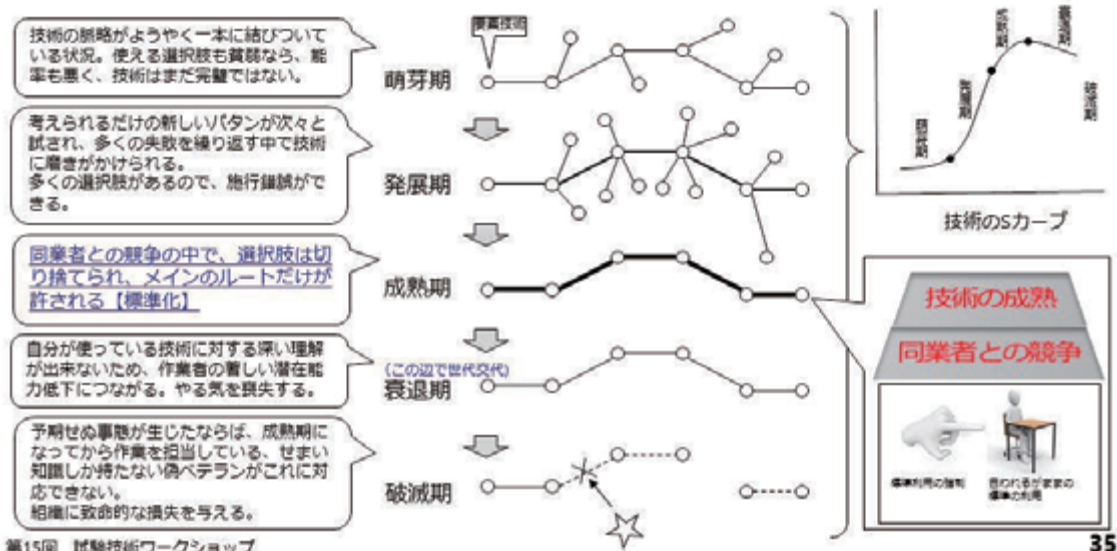 技術の脈略がようやく一本に結びついて
いる状況。使える選択肢も貧弱なら、能
率も悪く、技術はまだ完璧ではない。
要素技術
萌芽期
考えられるだけの新しいパタンが次々と
試され、多くの失敗を繰り返す中で技術
に磨きがかけられる。
多くの選択肢があるので、施行錯誤がで
きる。
発展期
同業者との競争の中で、選択肢は切
り捨てられ、メインのルートだけが
許される【標準化】
成熟期
自分が使っている技術に対する深い理解
が出来ないため、作業者の著しい潜在能
力低下につながる。やる気を喪失する。
(この辺で世代交代)
衰退期
予期せぬ事態が生じたならば、成熟期に
なってから作業を担当している、せまい
知識しか持たない偽ベテランがこれに対
応できない。
組織に致命的な損失を与える。
破滅期
萌芽期
発展期
成熟期
衰退期
破滅期
技術のSカーブ
技術の成熟
同業者との競争
標準利用の強制
言われるがままの
標準の利用
第15回 試験技術ワークショップ
35